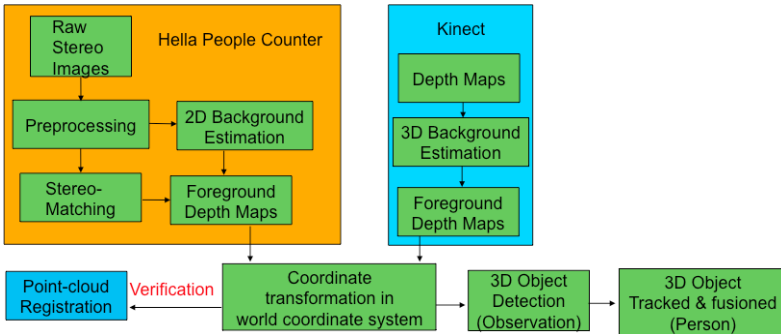 Raw
Stereo
Images
Hella People Counter
Kinect
Depth Maps
Preprocessing
2D Background
Estimation
3D Background
Estimation
Stereo-
Matching
Foreground
Depth Maps
Foreground
Depth Maps
Point-cloud
Registration
Verification
Coordinate
transformation in
world coordinate system
3D Object
Detection
(Observation)
3D Object
Tracked & fusioned
(Person)